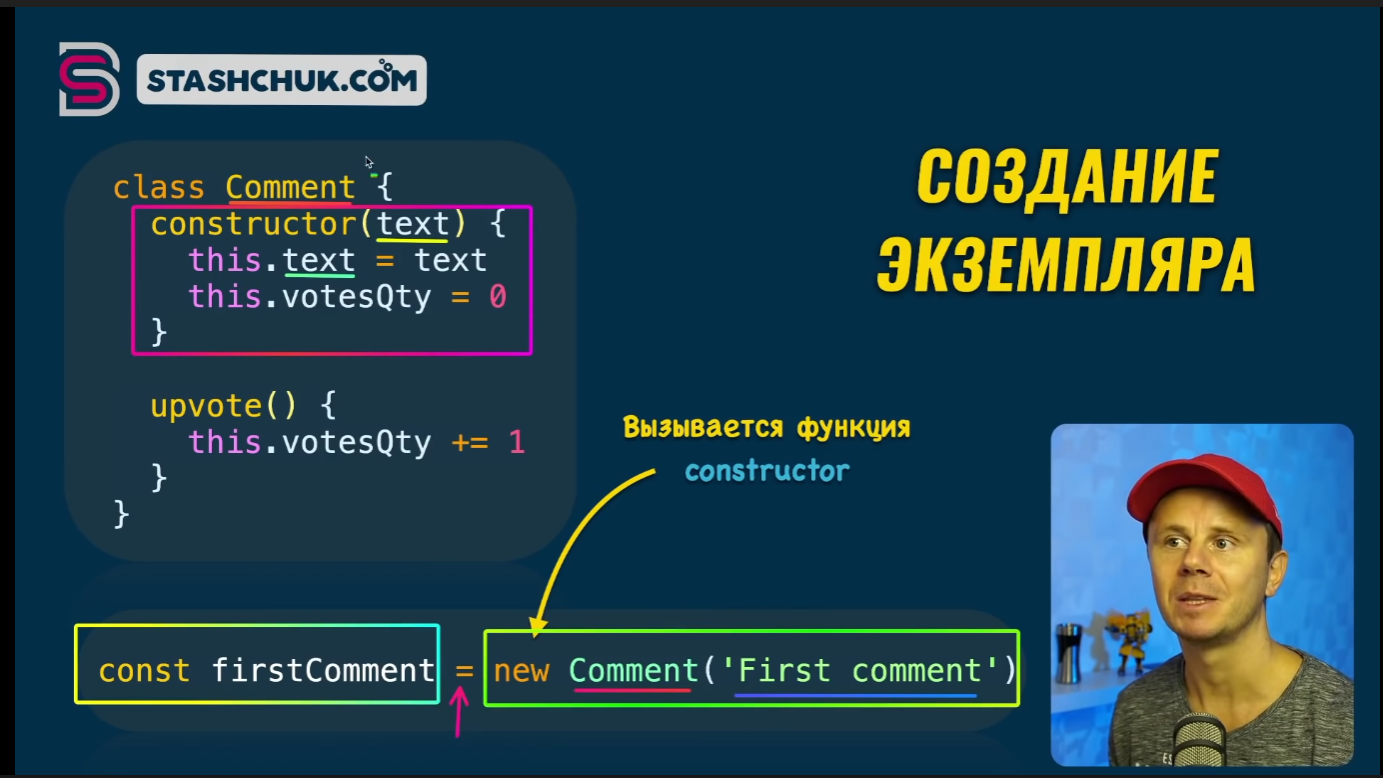 STASHCHUK.COM
СОЗДАНИЕ
ЭКЗЕМПЛЯРА
class Comment {
  constructor(text) {
    this.text = text
    this.votesQty = 0
  }

  upvote() {
    this.votesQty += 1
  }
}
Вызывается функция
constructor
const firstComment = new Comment('First comment')